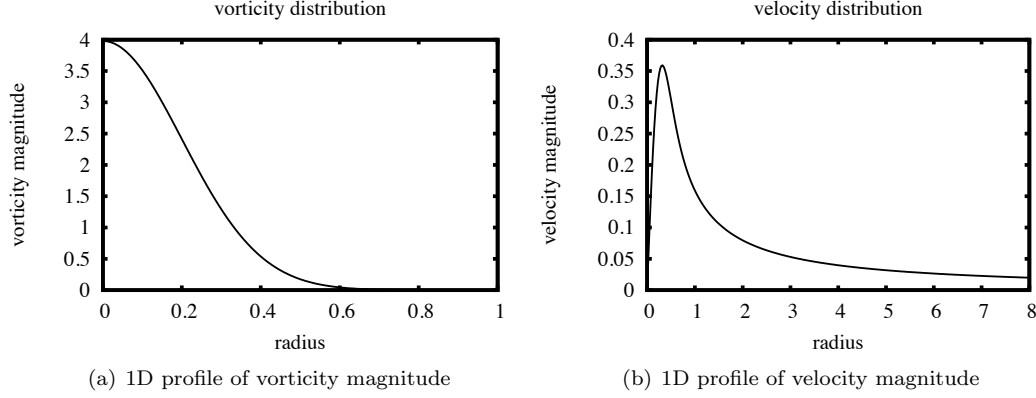 vorticity distribution
4
3.5
3
2.5
2
1.5
1
0.5
0
vorticity magnitude
0 0.2 0.4 0.6 0.8 1
radius
(a) 1D profile of vorticity magnitude
velocity distribution
0.4
0.35
0.3
0.25
0.2
0.15
0.1
0.05
0
velocity magnitude
0 1 2 3 4 5 6 7 8
radius
(b) 1D profile of velocity magnitude